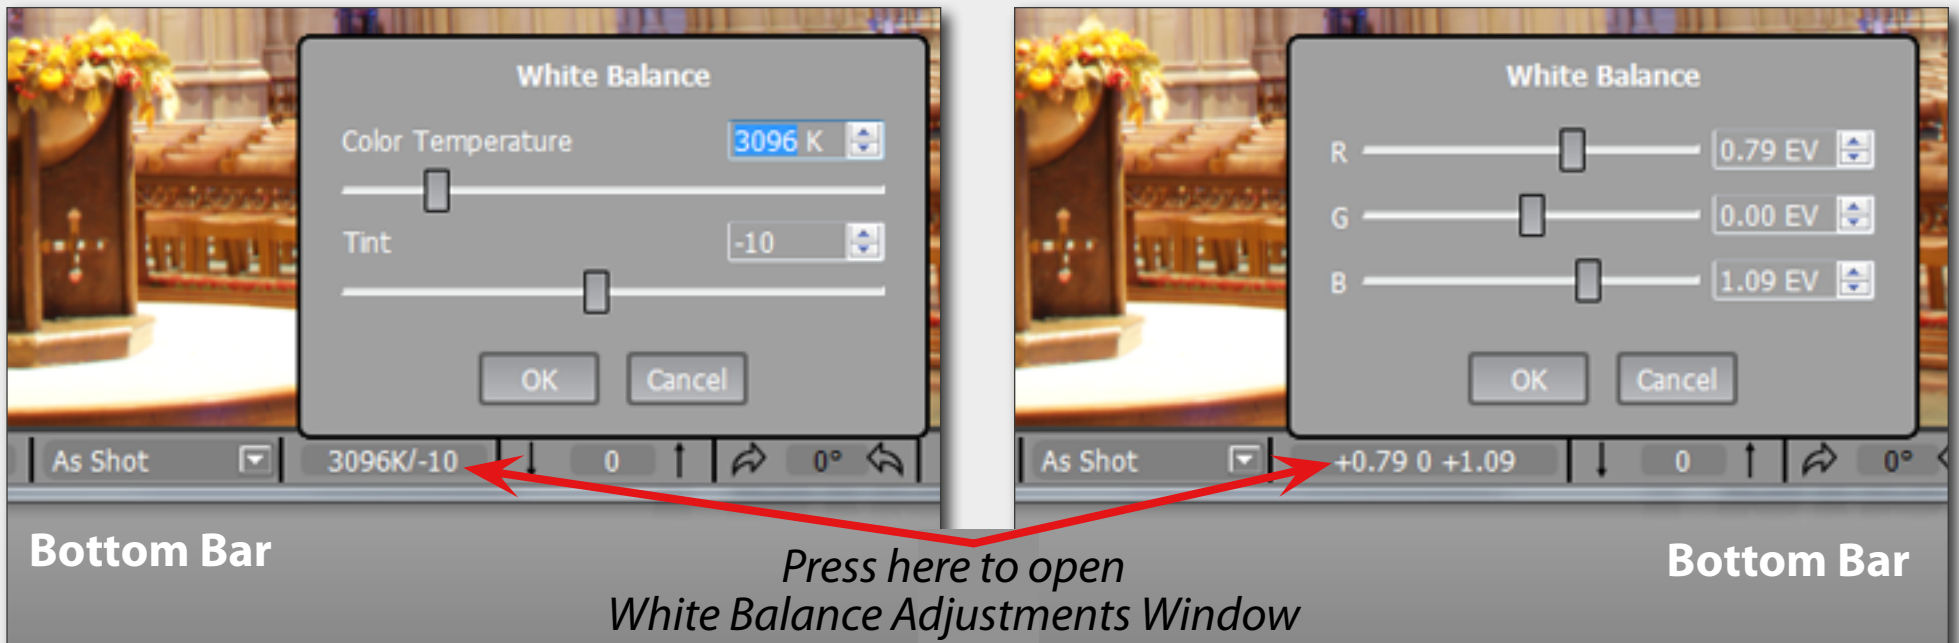 White Balance
Color Temperature 3096 K
Tint -10
OK Cancel
As Shot 3096K/-10 0 0°
Bottom Bar
White Balance
R 0.79 EV
G 0.00 EV
B 1.09 EV
OK Cancel
As Shot +0.79 0 +1.09 0 0°
Bottom Bar
Press here to open
White Balance Adjustments Window